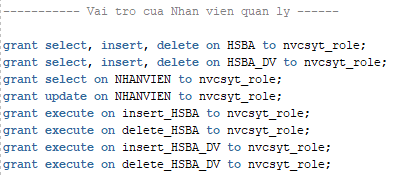 ------------ Vai tro cua Nhan vien quan ly ------
grant select, insert, delete on HSBA to nvcsyt_role;
grant select, insert, delete on HSBA_DV to nvcsyt_role;
grant select on NHANVIEN to nvcsyt_role;
grant update on NHANVIEN to nvcsyt_role;
grant execute on insert_HSBA to nvcsyt_role;
grant execute on delete_HSBA to nvcsyt_role;
grant execute on insert_HSBA_DV to nvcsyt_role;
grant execute on delete_HSBA_DV to nvcsyt_role;